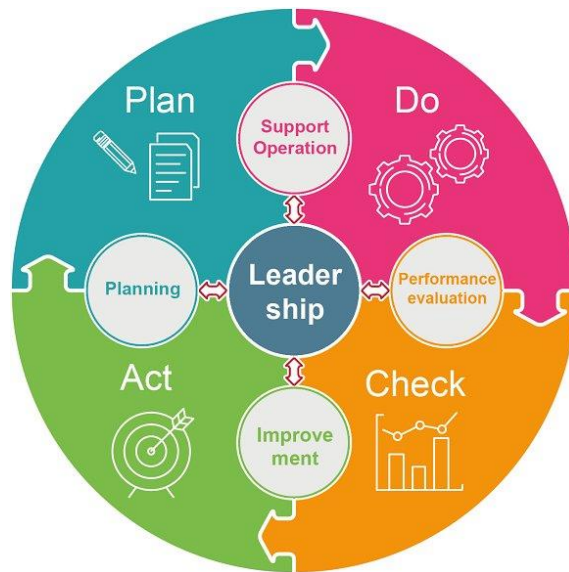 Plan
Do
Support
Operation
Planning
Leader
ship
Performance
evaluation
Act
Check
Improve
ment